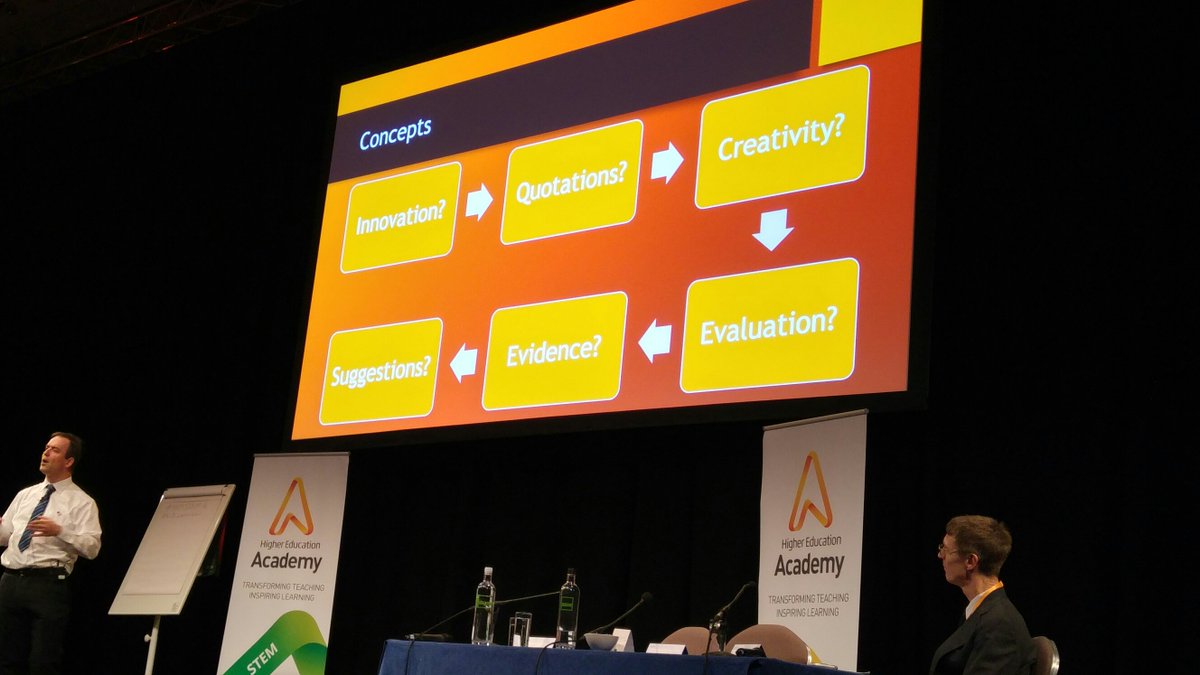 Concepts
Innovation?
Quotations?
Creativity?
Evaluation?
Evidence?
Suggestions?
Higher Education
Academy
TRANSFORMING TEACHING
INSPIRING LEARNING
STEM
Higher Education
Academy
TRANSFORMING TEACHING
INSPIRING LEARNING